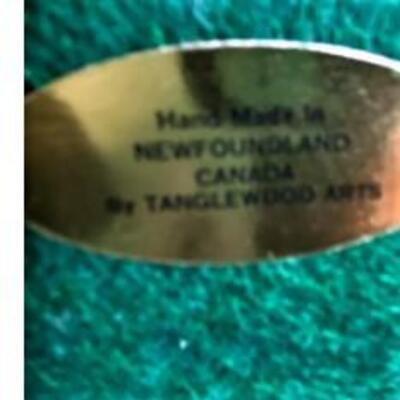 Hand Made in
NEWFOUNDLAND
CANADA
By TANGLEWOOD ARTS